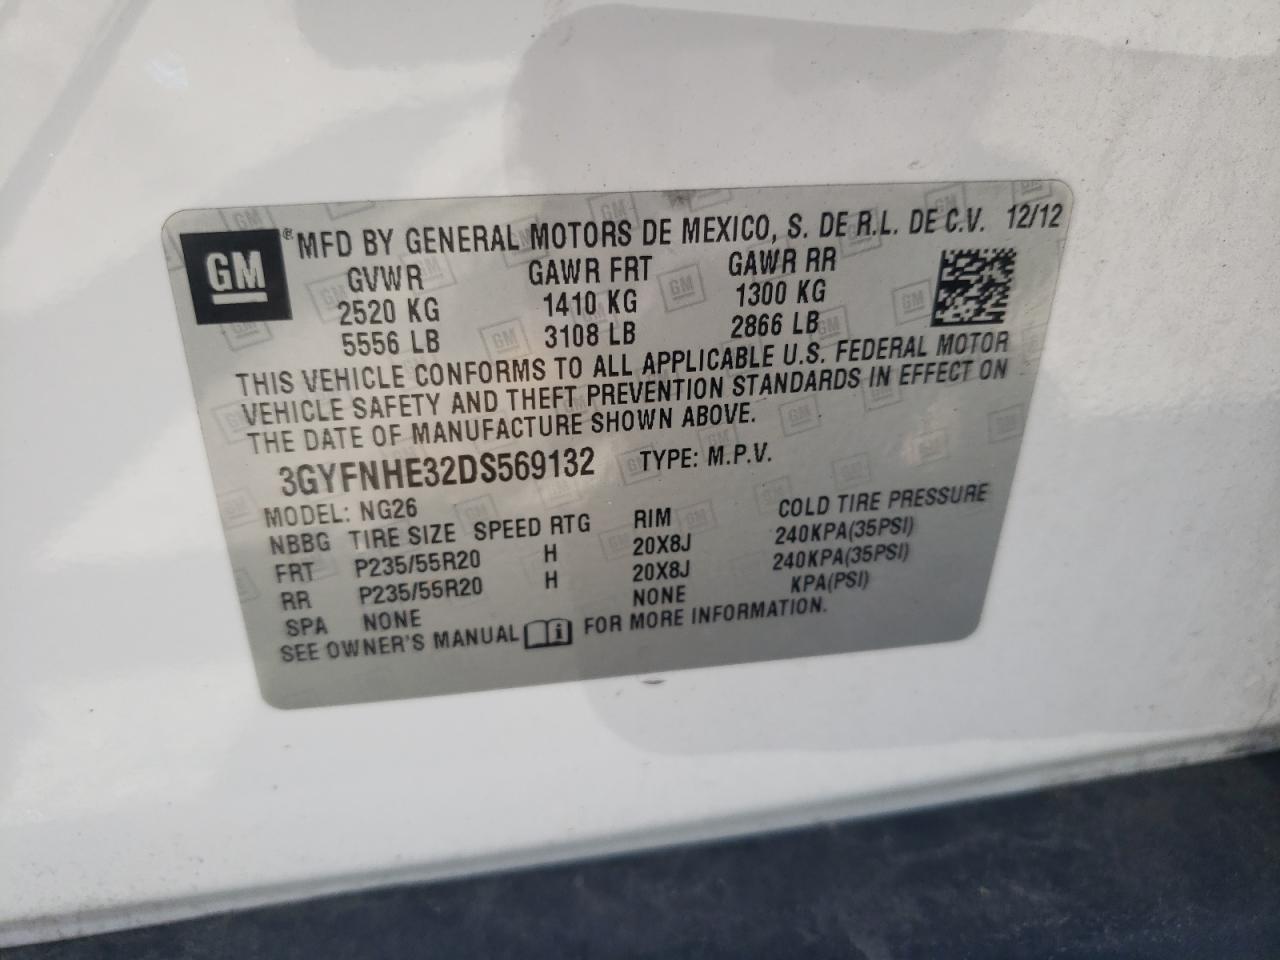 GM ® MFD BY GENERAL MOTORS DE MEXICO, S. DE R.L. DE C.V. 12/12
GVWR GAWR FRT GAWR RR
2520 KG 1410 KG 1300 KG
5556 LB 3108 LB 2866 LB
THIS VEHICLE CONFORMS TO ALL APPLICABLE U.S. FEDERAL MOTOR
VEHICLE SAFETY AND THEFT PREVENTION STANDARDS IN EFFECT ON
THE DATE OF MANUFACTURE SHOWN ABOVE.
3GYFNHE32DS569132 TYPE: M.P.V.
MODEL: NG26
NBBG TIRE SIZE SPEED RTG RIM COLD TIRE PRESSURE
FRT P235/55R20 H 20X8J 240KPA(35PSI)
RR P235/55R20 H 20X8J 240KPA(35PSI)
SPA NONE NONE KPA(PSI)
SEE OWNER'S MANUAL FOR MORE INFORMATION.